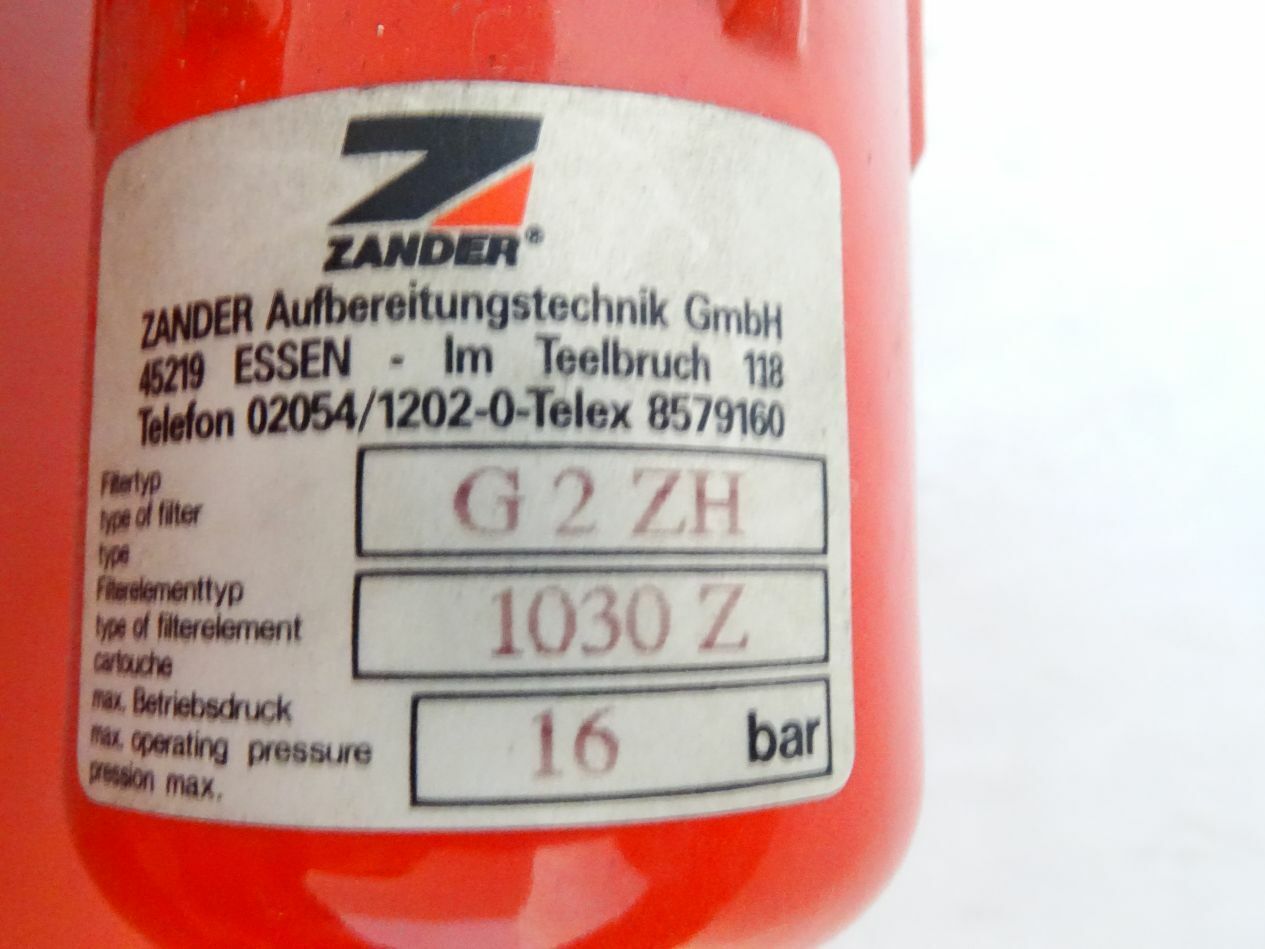 ZANDER®
ZANDER Aufbereitungstechnik GmbH
45219 ESSEN - Im Teelbruch 118
Telefon 02054/1202-0-Telex 8579160
Filtertyp
type of filter
type
G 2 ZH
Filterelementtyp
type of filterelement
cartouche
1030 Z
max. Betriebsdruck
max. operating pressure
pression max.
16 bar